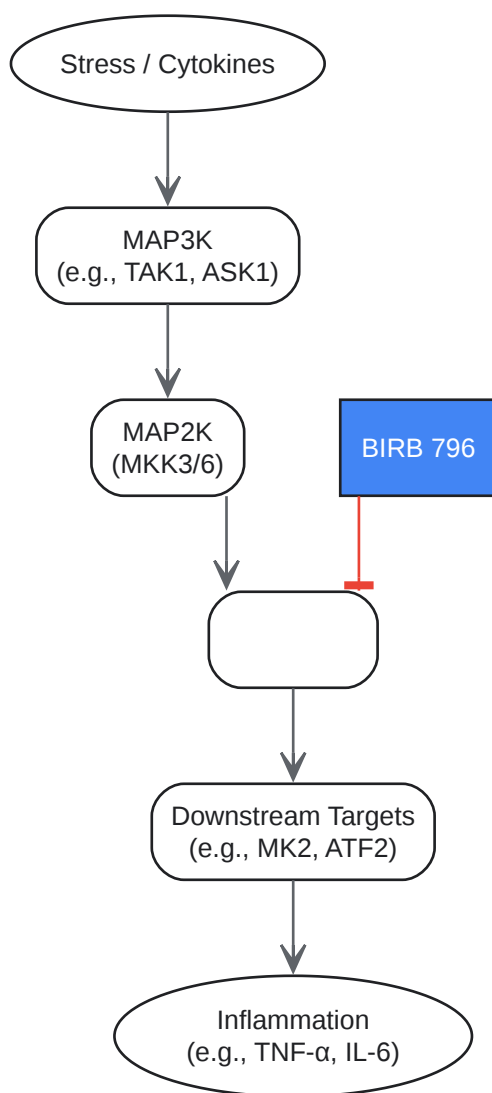 Stress / Cytokines
MAP3K
(e.g., TAK1, ASK1)
MAP2K
(MKK3/6)
BIRB 796
Downstream Targets
(e.g., MK2, ATF2)
Inflammation
(e.g., TNF-α, IL-6)